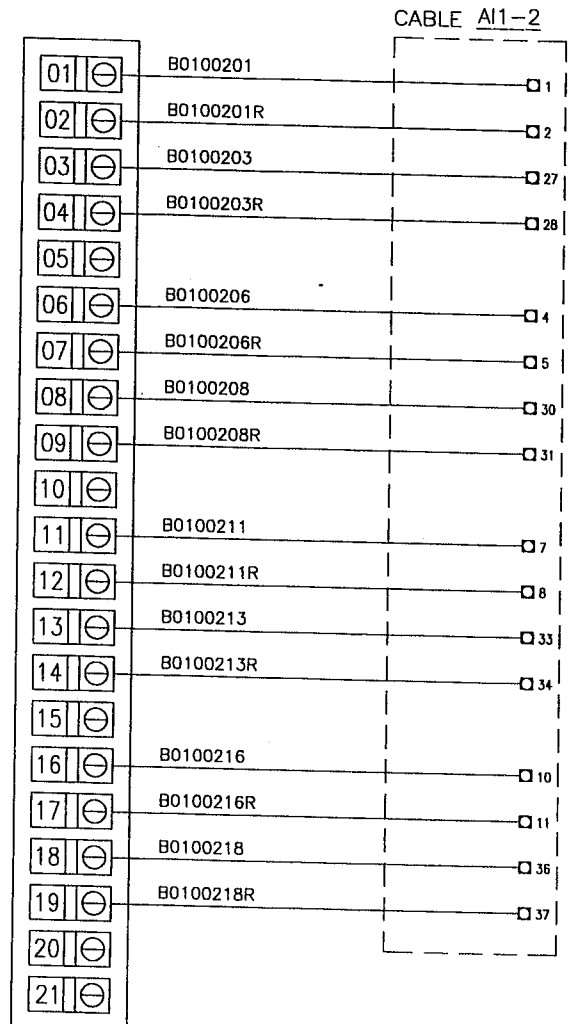 CABLE AI1-2
01 B0100201 1
02 B0100201R 2
03 B0100203 27
04 B0100203R 28
05
06 B0100206 4
07 B0100206R 5
08 B0100208 30
09 B0100208R 31
10
11 B0100211 7
12 B0100211R 8
13 B0100213 33
14 B0100213R 34
15
16 B0100216 10
17 B0100216R 11
18 B0100218 36
19 B0100218R 37
20
21